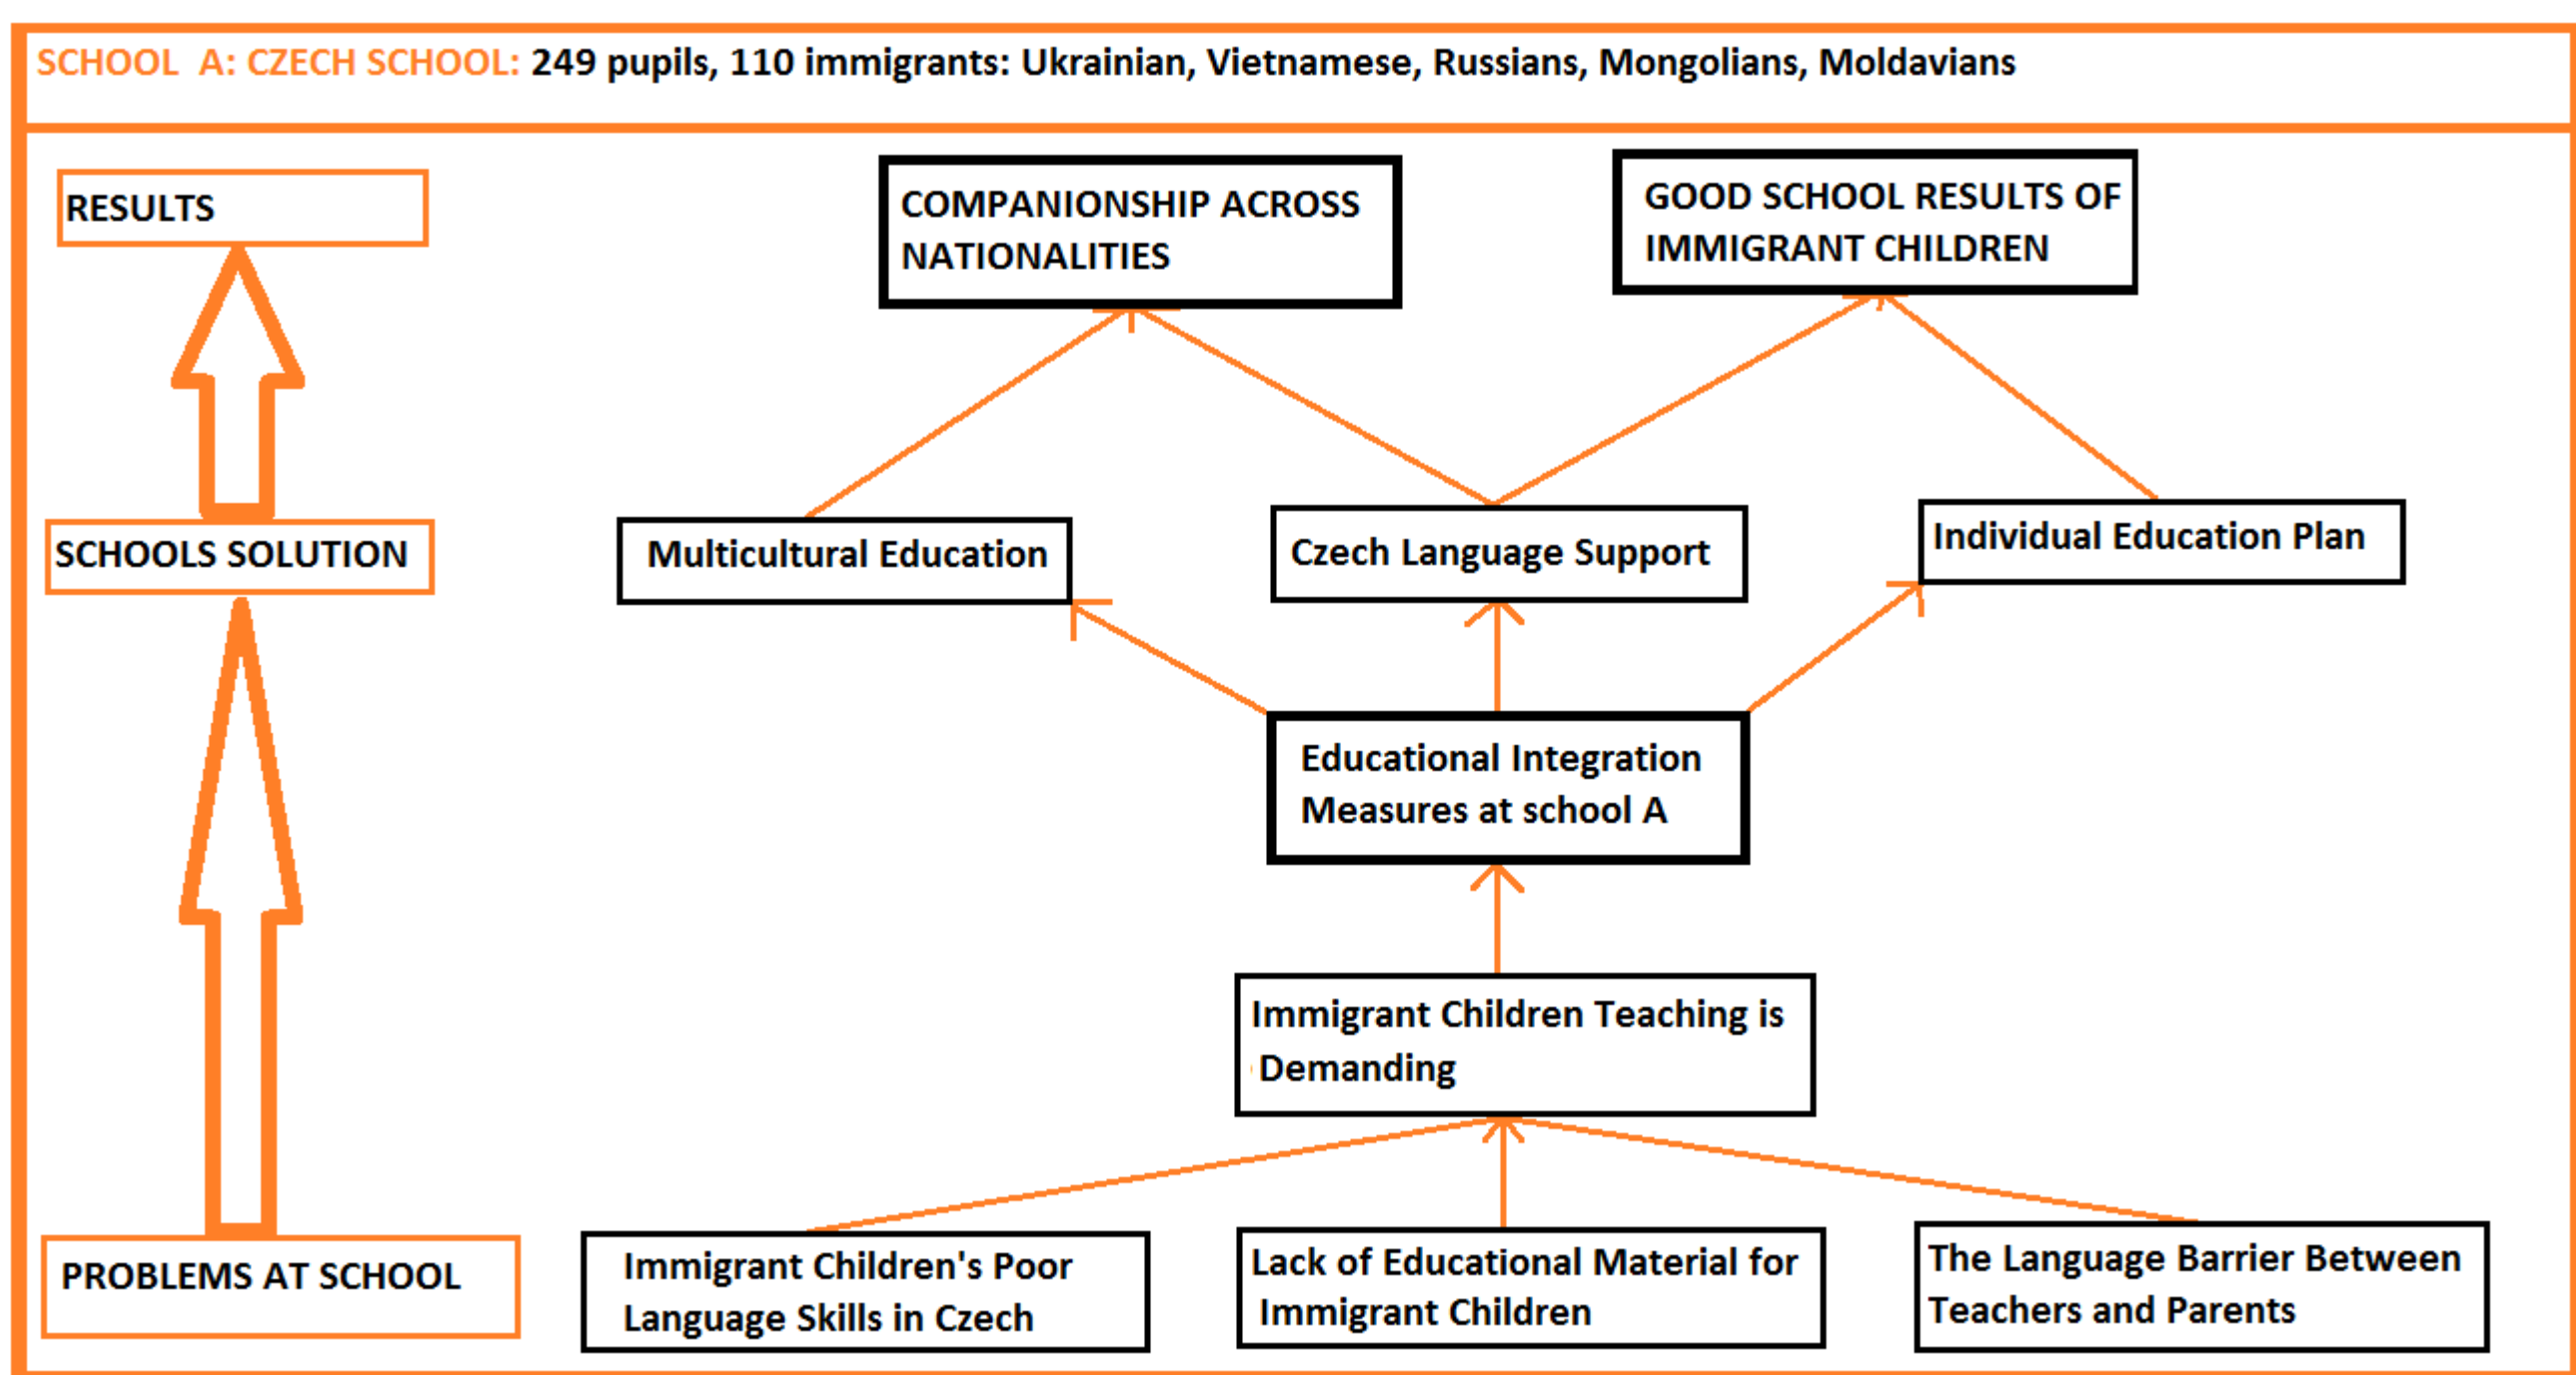 SCHOOL A: CZECH SCHOOL: 249 pupils, 110 immigrants: Ukrainian, Vietnamese, Russians, Mongolians, Moldavians
RESULTS
COMPANIONSHIP ACROSS
NATIONALITIES
GOOD SCHOOL RESULTS OF
IMMIGRANT CHILDREN
SCHOOLS SOLUTION
Multicultural Education
Czech Language Support
Individual Education Plan
Educational Integration
Measures at school A
Immigrant Children Teaching is
Demanding
PROBLEMS AT SCHOOL
Immigrant Children's Poor
Language Skills in Czech
Lack of Educational Material for
Immigrant Children
The Language Barrier Between
Teachers and Parents